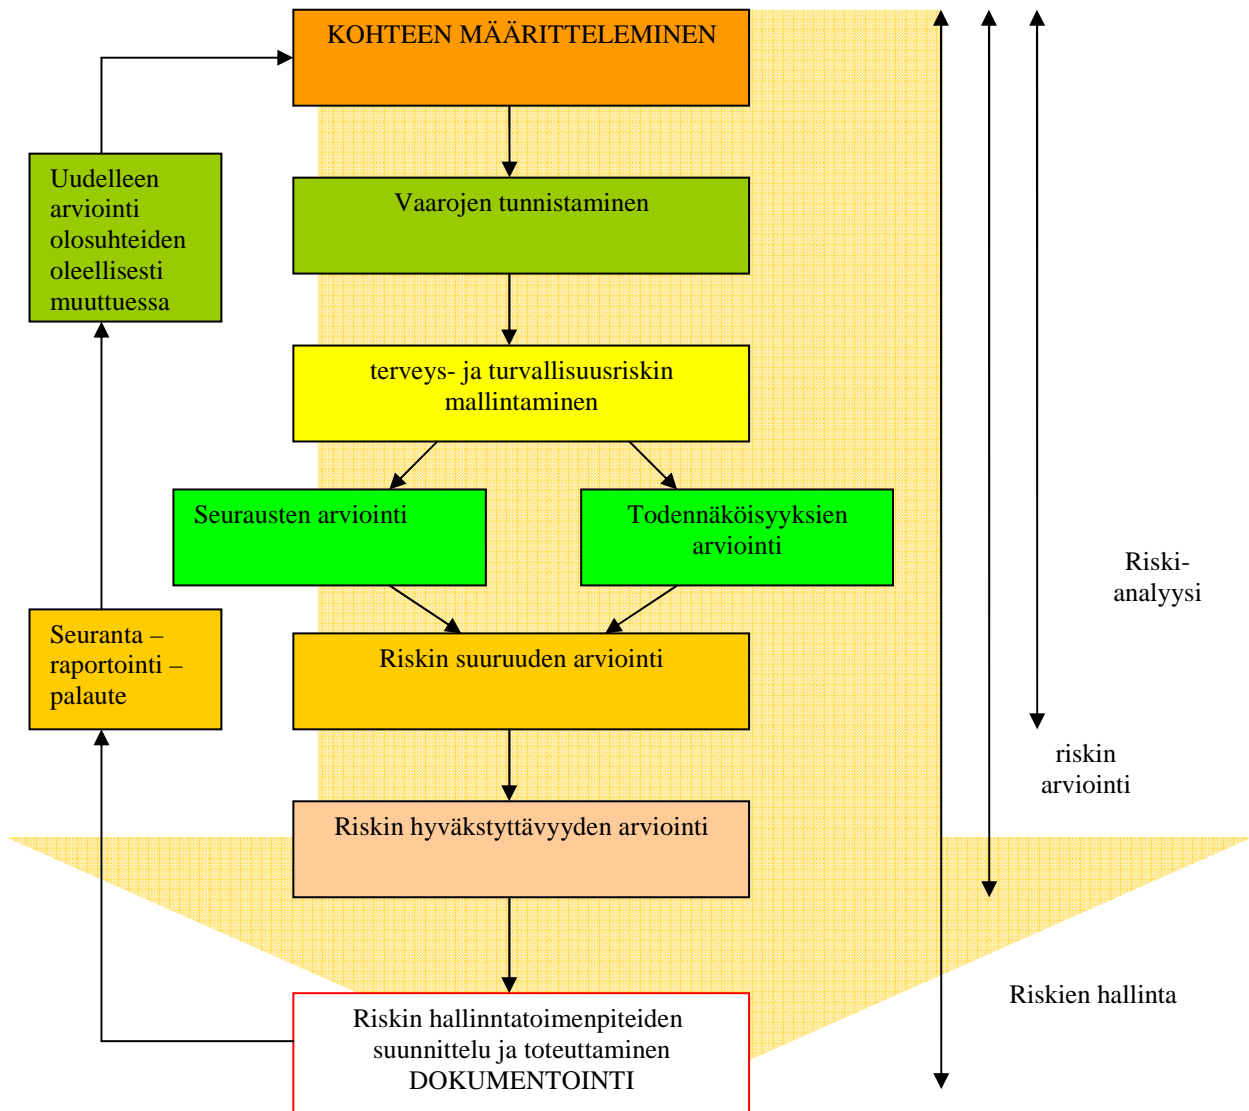 KOHTEEN MÄÄRITTELEMINEN
Uudelleen
arviointi
olosuhteiden
oleellisesti
muuttuessa
Vaarojen tunnistaminen
terveys- ja turvallisuusriskin
mallintaminen
Seurausten arviointi
Todennäköisyyksien
arviointi
Riski-
analyysi
Seuranta –
raportointi –
palaute
Riskin suuruuden arviointi
riskin
arviointi
Riskin hyväkstyttävyyden arviointi
Riskien hallinta
Riskin hallinntatoimenpiteiden
suunnittelu ja toteuttaminen
DOKUMENTOINTI